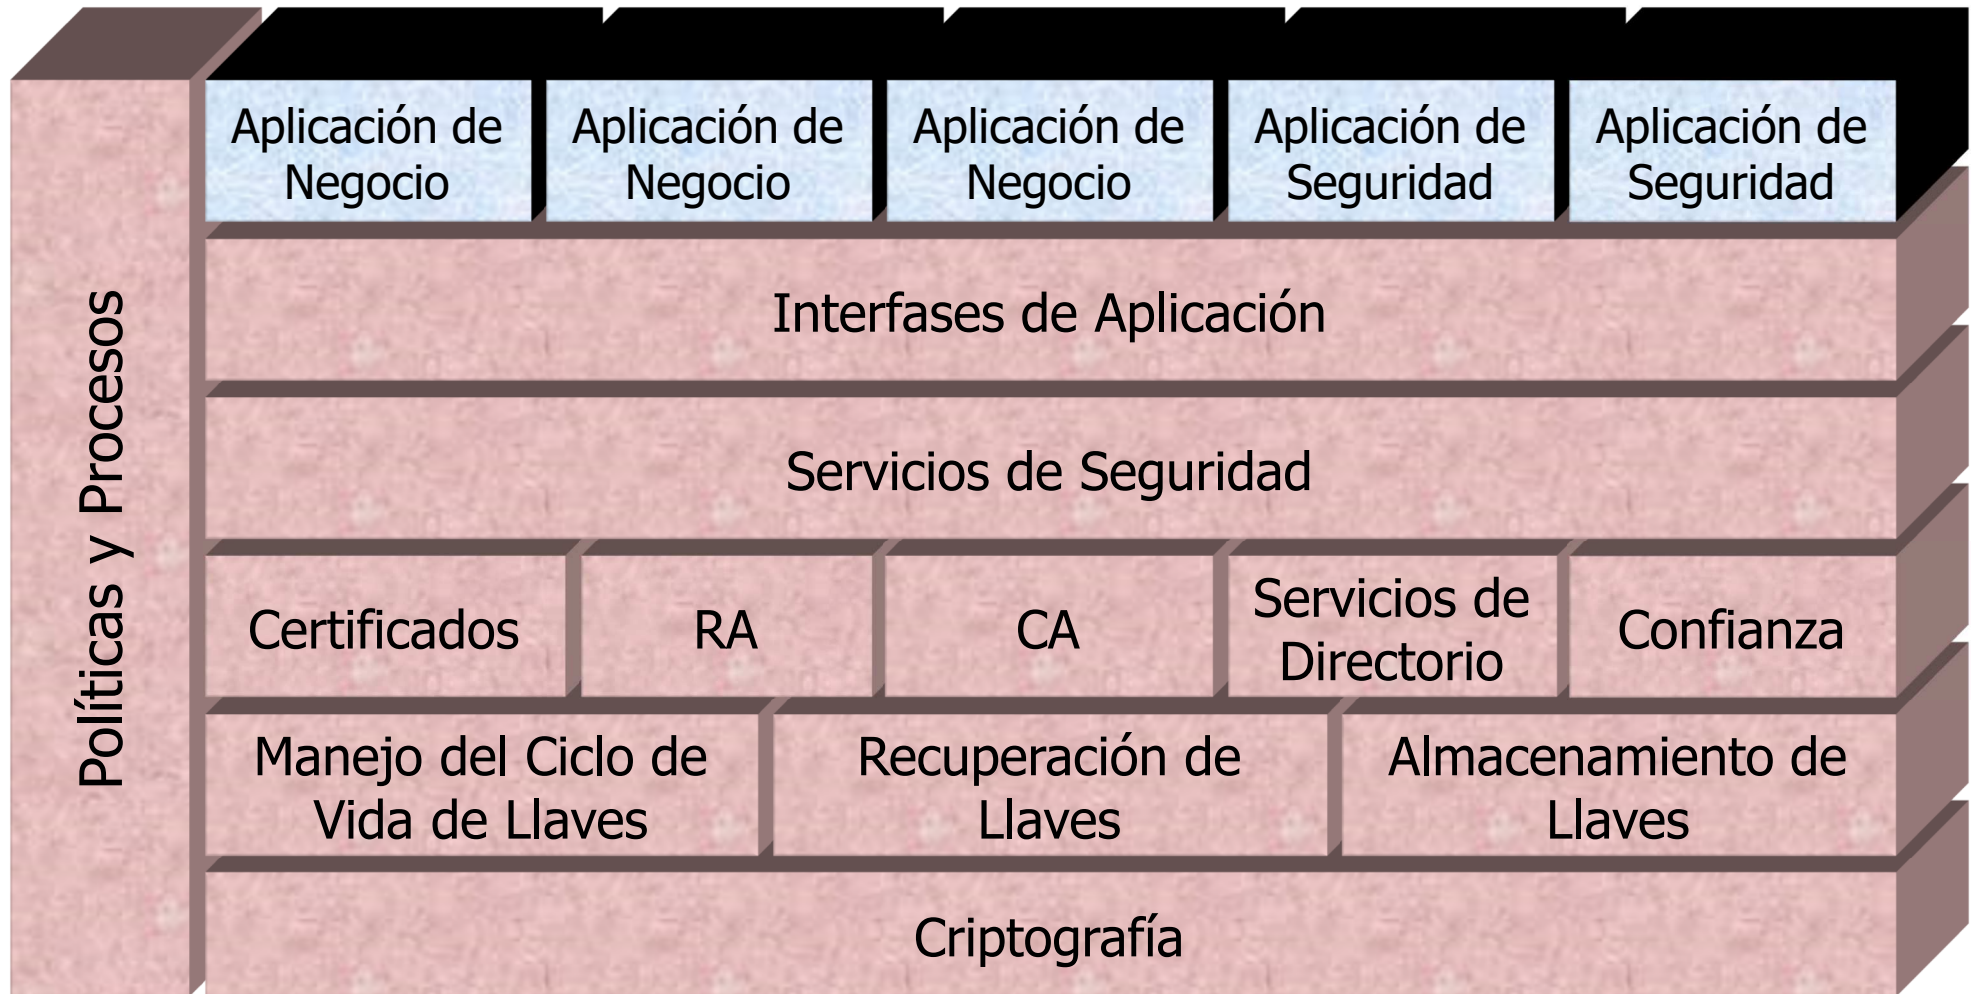 Políticas y Procesos
Aplicación de
Negocio
Aplicación de
Negocio
Aplicación de
Negocio
Aplicación de
Seguridad
Aplicación de
Seguridad
Interfases de Aplicación
Servicios de Seguridad
Certificados
RA
CA
Servicios de
Directorio
Confianza
Manejo del Ciclo de
Vida de Llaves
Recuperación de
Llaves
Almacenamiento de
Llaves
Criptografía